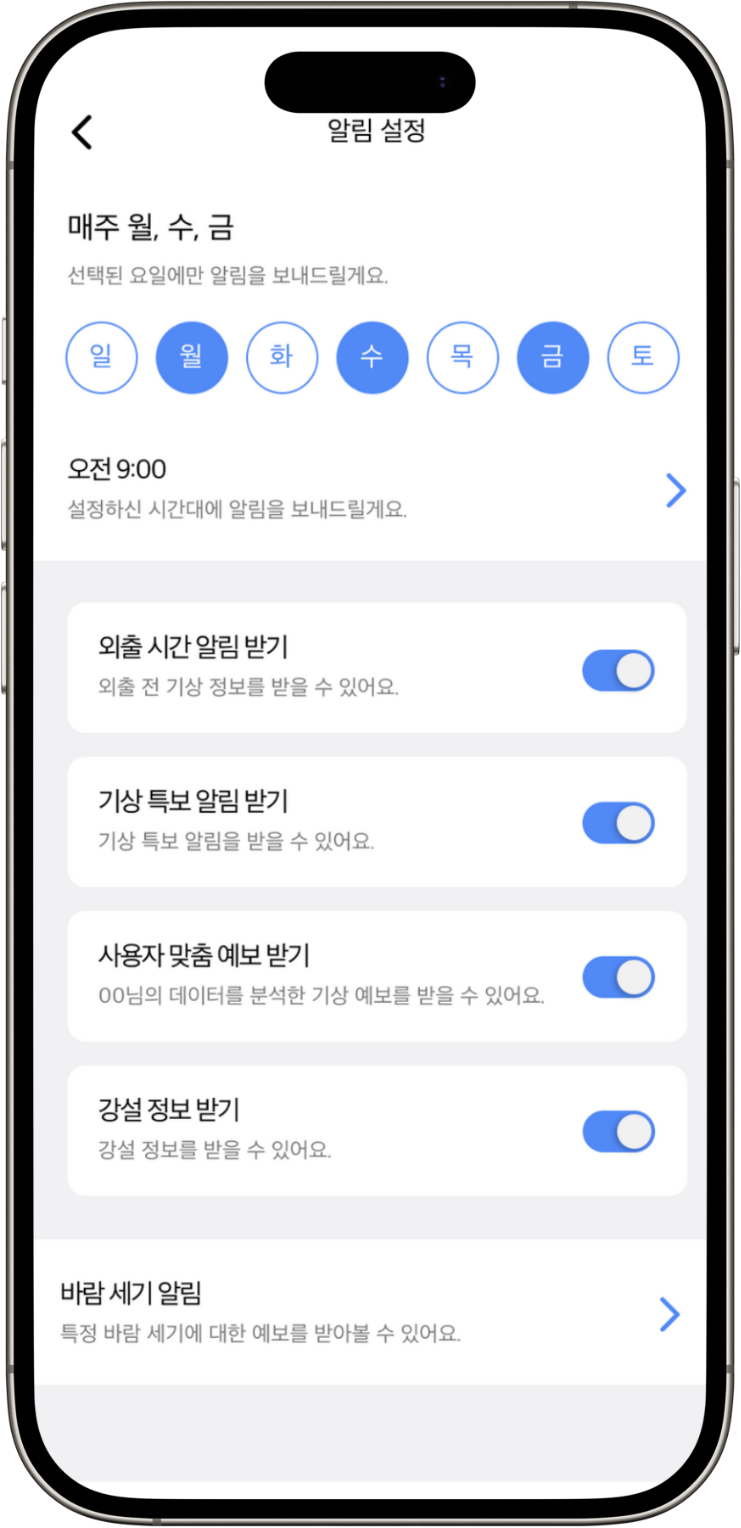 알림 설정
매주 월, 수, 금
선택된 요일에만 알림을 보내드릴게요.
일 월 화 수 목 금 토
오전 9:00
설정하신 시간대에 알림을 보내드릴게요.
외출 시간 알림 받기
외출 전 기상 정보를 받을 수 있어요.
기상 특보 알림 받기
기상 특보 알림을 받을 수 있어요.
사용자 맞춤 예보 받기
00님의 데이터를 분석한 기상 예보를 받을 수 있어요.
강설 정보 받기
강설 정보를 받을 수 있어요.
바람 세기 알림
특정 바람 세기에 대한 예보를 받아볼 수 있어요.